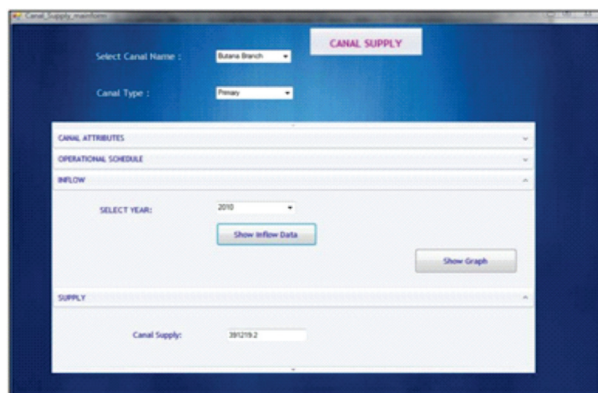 Canal_Supply_mainform
CANAL SUPPLY
Select Canal Name :
Butana Branch
Canal Type :
Primary
CANAL ATTRIBUTES
OPERATIONAL SCHEDULE
INFLOW
SELECT YEAR:
2010
Show Inflow Data
Show Graph
SUPPLY
Canal Supply:
391219.2